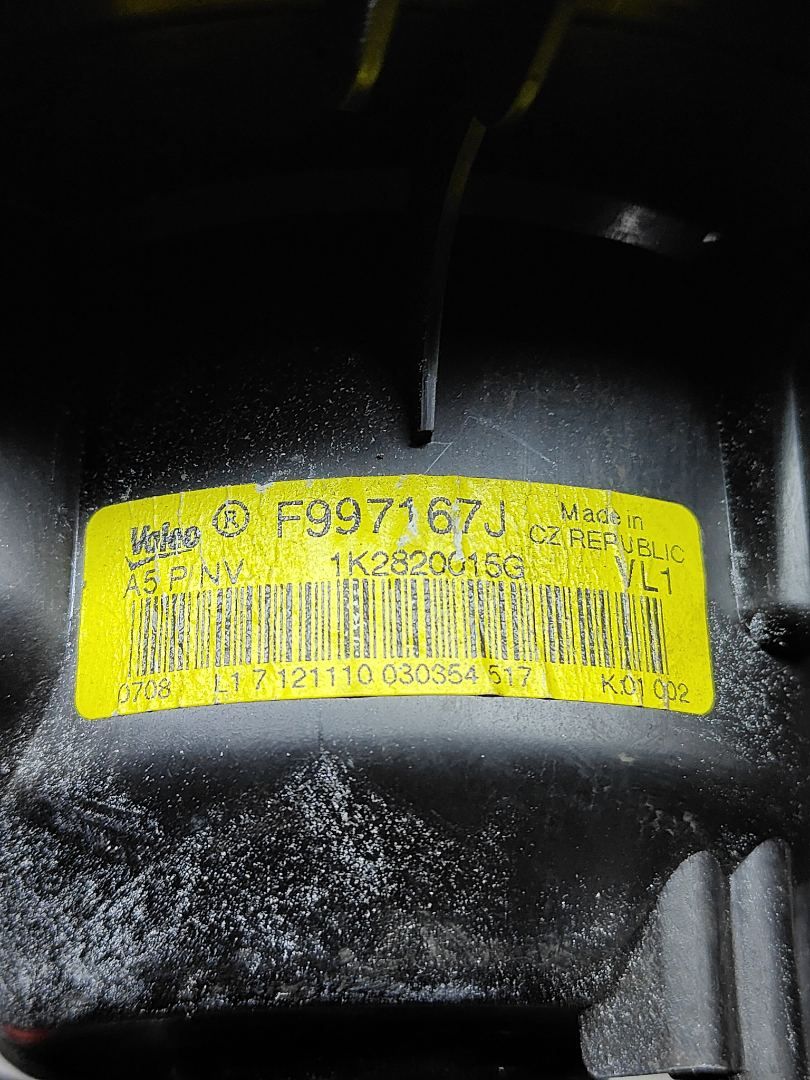 Valeo ® F997167J Made in
CZ REPUBLIC
A5 P NV 1K2820015G VL1
0708 L1 7 121110 030354 517 K.01 002